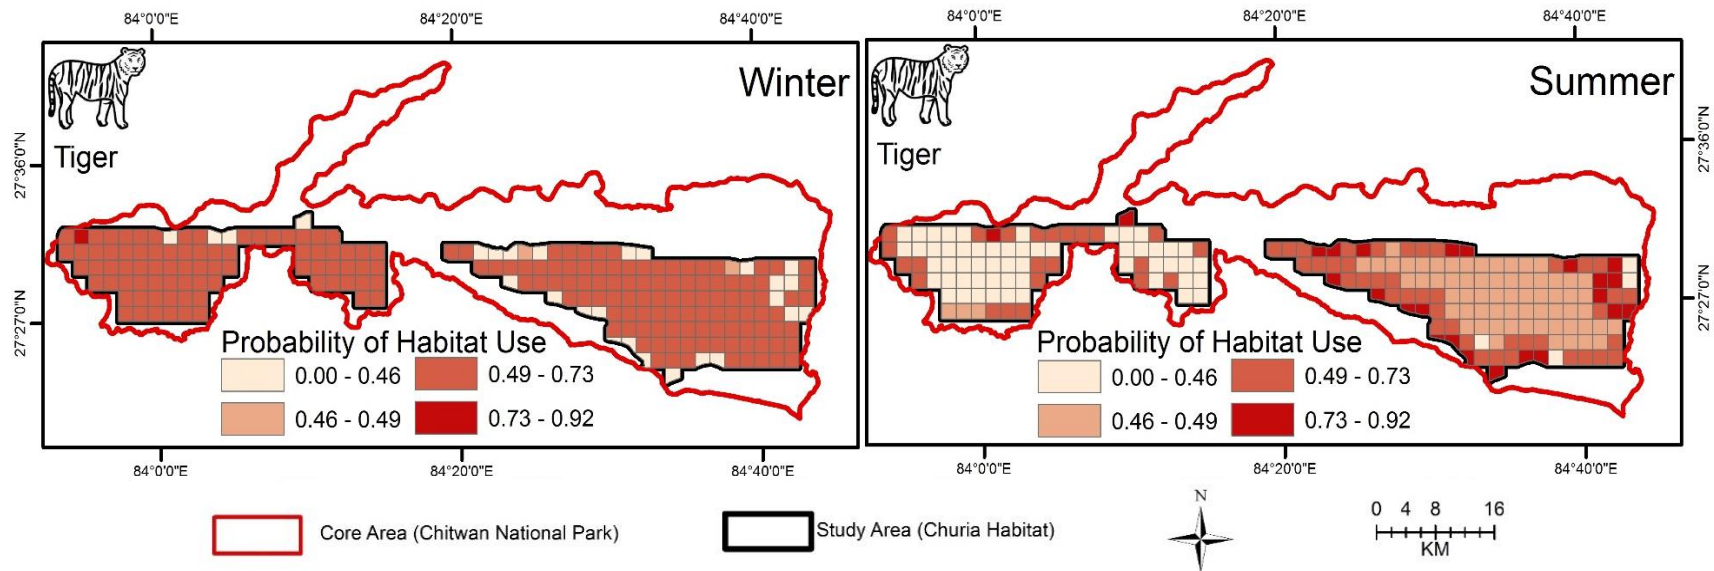 84°0'0"E 84°20'0"E 84°40'0"E 84°0'0"E 84°20'0"E 84°40'0"E
Winter
Tiger
27°36'0"N
27°27'0"N
Probability of Habitat Use
0.00 - 0.46 0.49 - 0.73
0.46 - 0.49 0.73 - 0.92
Summer
Tiger
27°36'0"N
27°27'0"N
Probability of Habitat Use
0.00 - 0.46 0.49 - 0.73
0.46 - 0.49 0.73 - 0.92
84°0'0"E 84°20'0"E 84°40'0"E 84°0'0"E 84°20'0"E 84°40'0"E
Core Area (Chitwan National Park)
Study Area (Churia Habitat)
N
0 4 8 16
KM